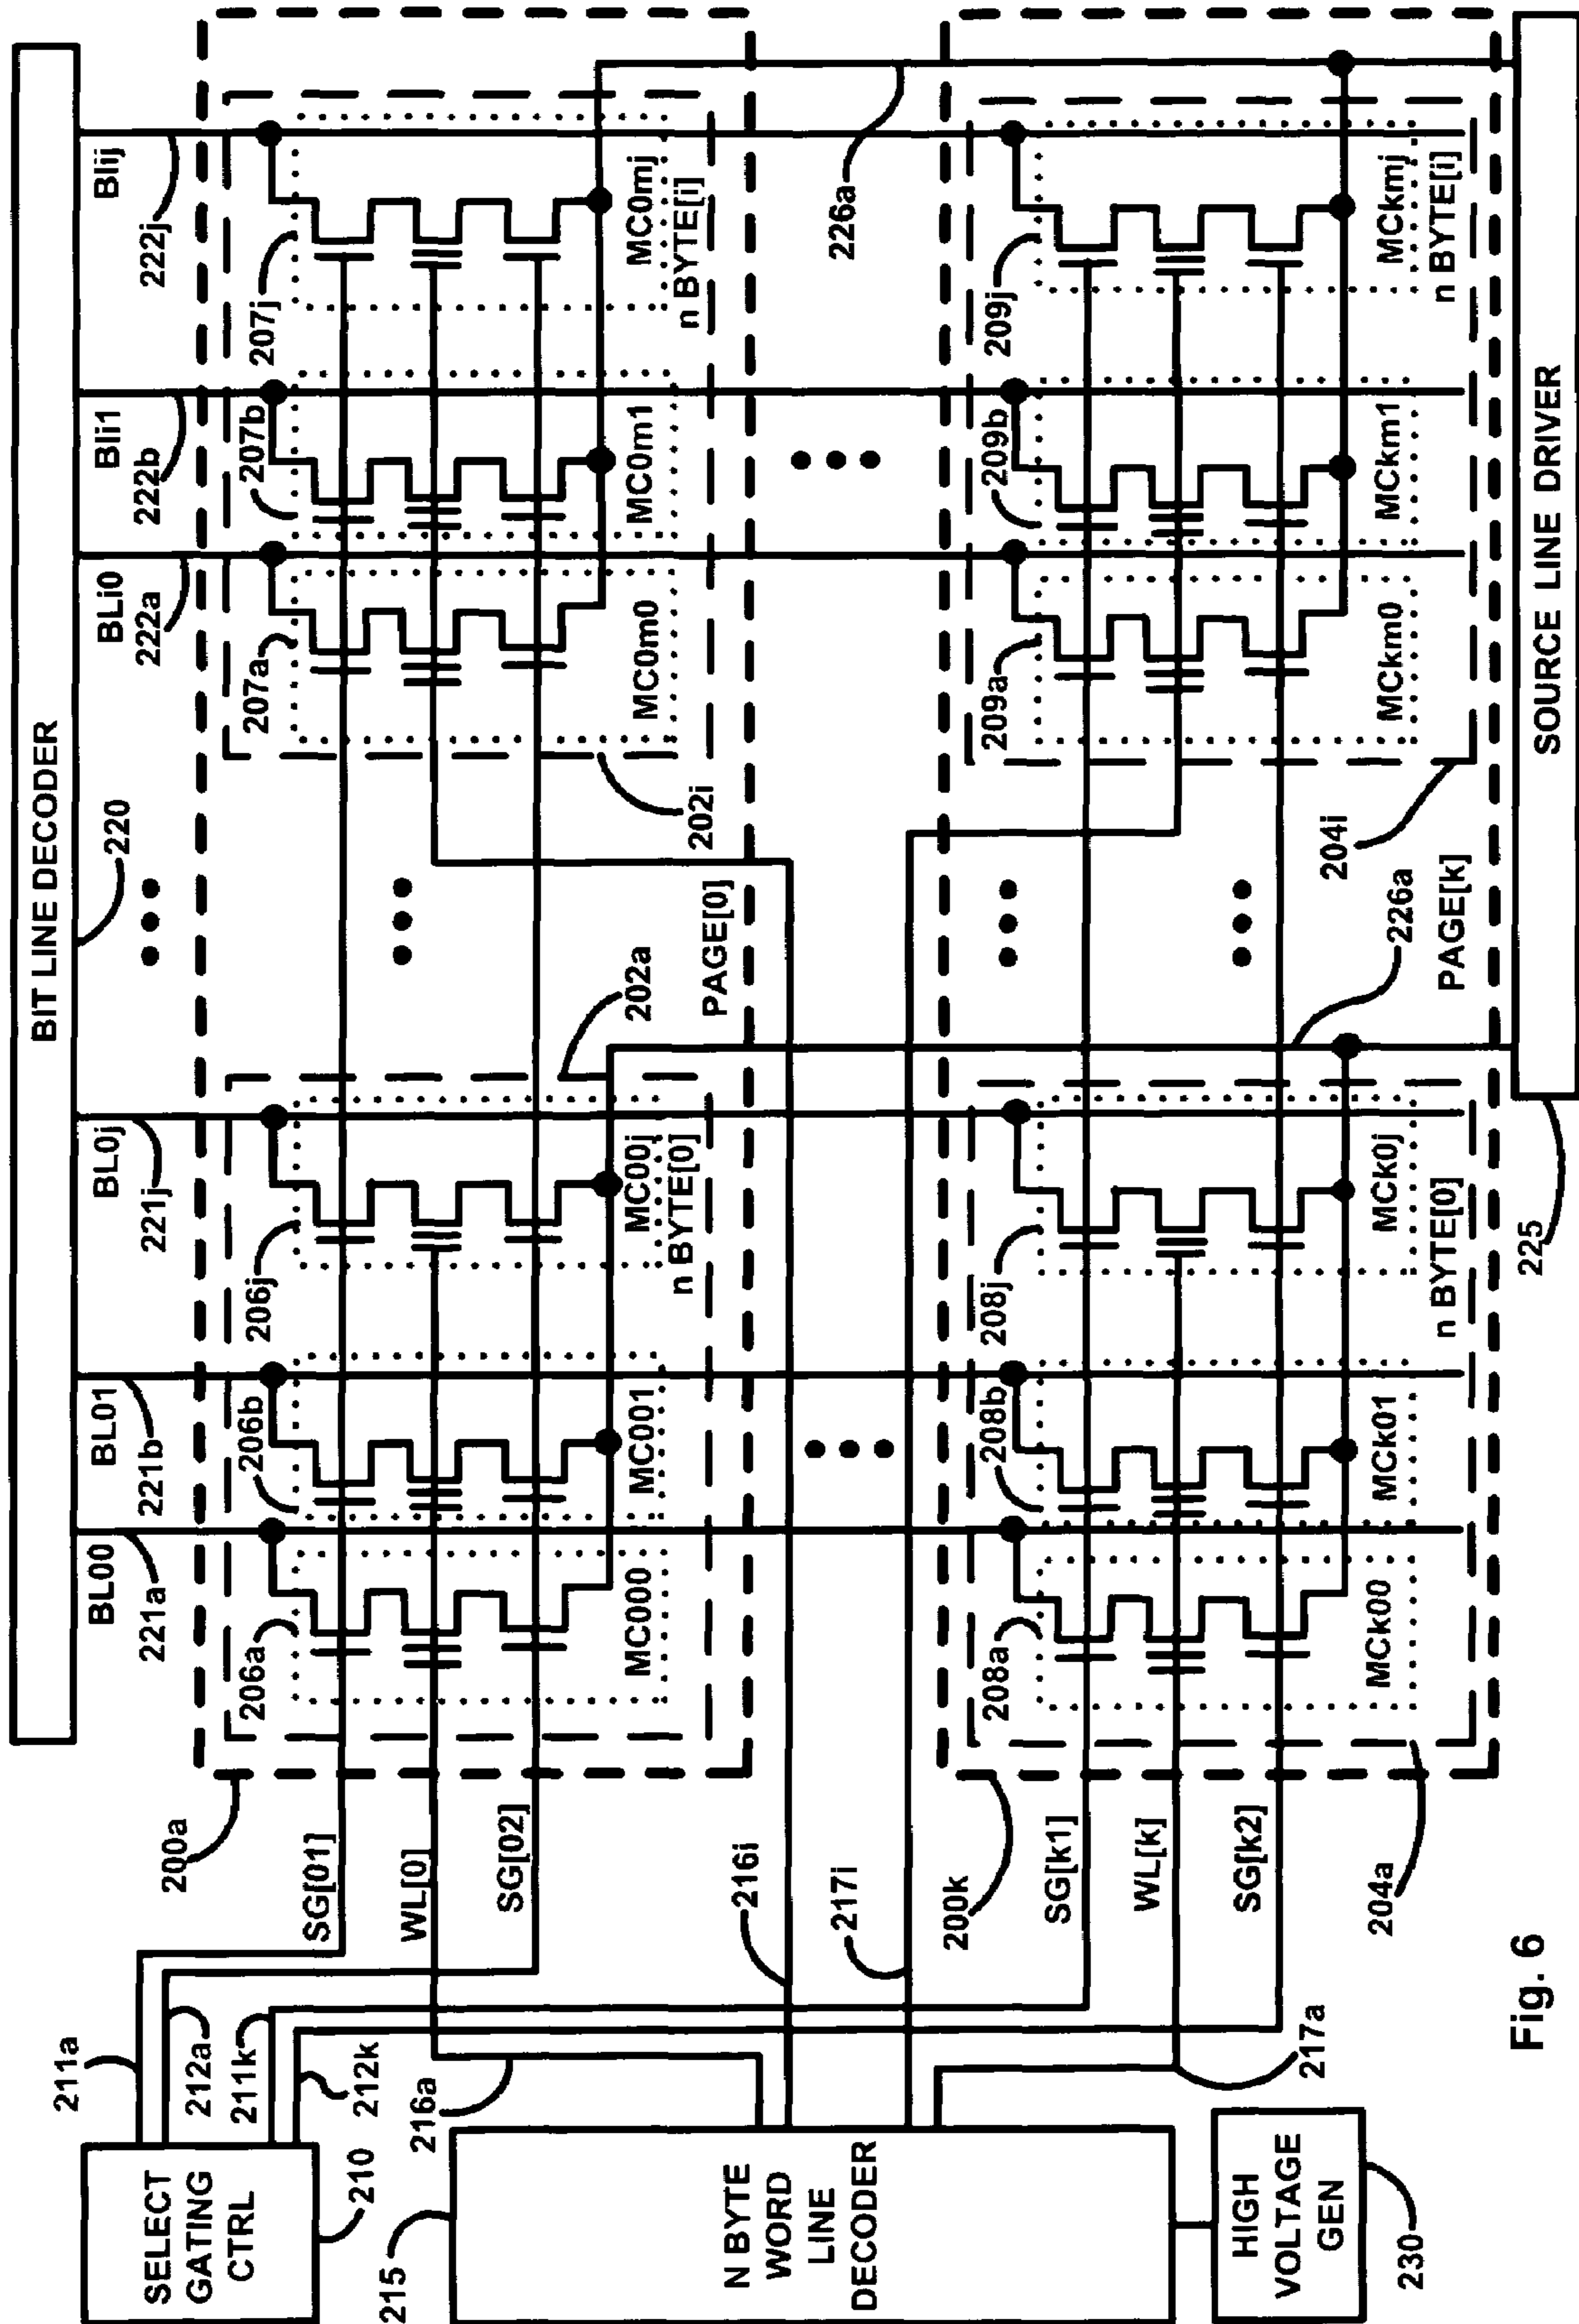 BIT LINE DECODER
220
BL00
221a
BL01
221b
BL0j
221j
BLi0
222a
BLi1
222b
BLij
222j
211a
212a
211k
212k
SELECT
GATING
CTRL
210
200a
SG[01]
WL[0]
SG[02]
216a
216i
217i
217a
206a
MC000
206b
MC001
206j
MC00j
n BYTE[0]
202a
PAGE[0]
202i
207a
MC0m0
207b
MC0m1
207j
MC0mj
n BYTE[i]
226a
215
N BYTE
WORD
LINE
DECODER
HIGH
VOLTAGE
GEN
230
200k
SG[k1]
WL[k]
SG[k2]
204a
208a
MCk00
208b
MCk01
208j
MCk0j
n BYTE[0]
226a
PAGE[k]
204i
209a
MCkm0
209b
MCkm1
209j
MCkmj
n BYTE[i]
225
SOURCE LINE DRIVER
Fig. 6